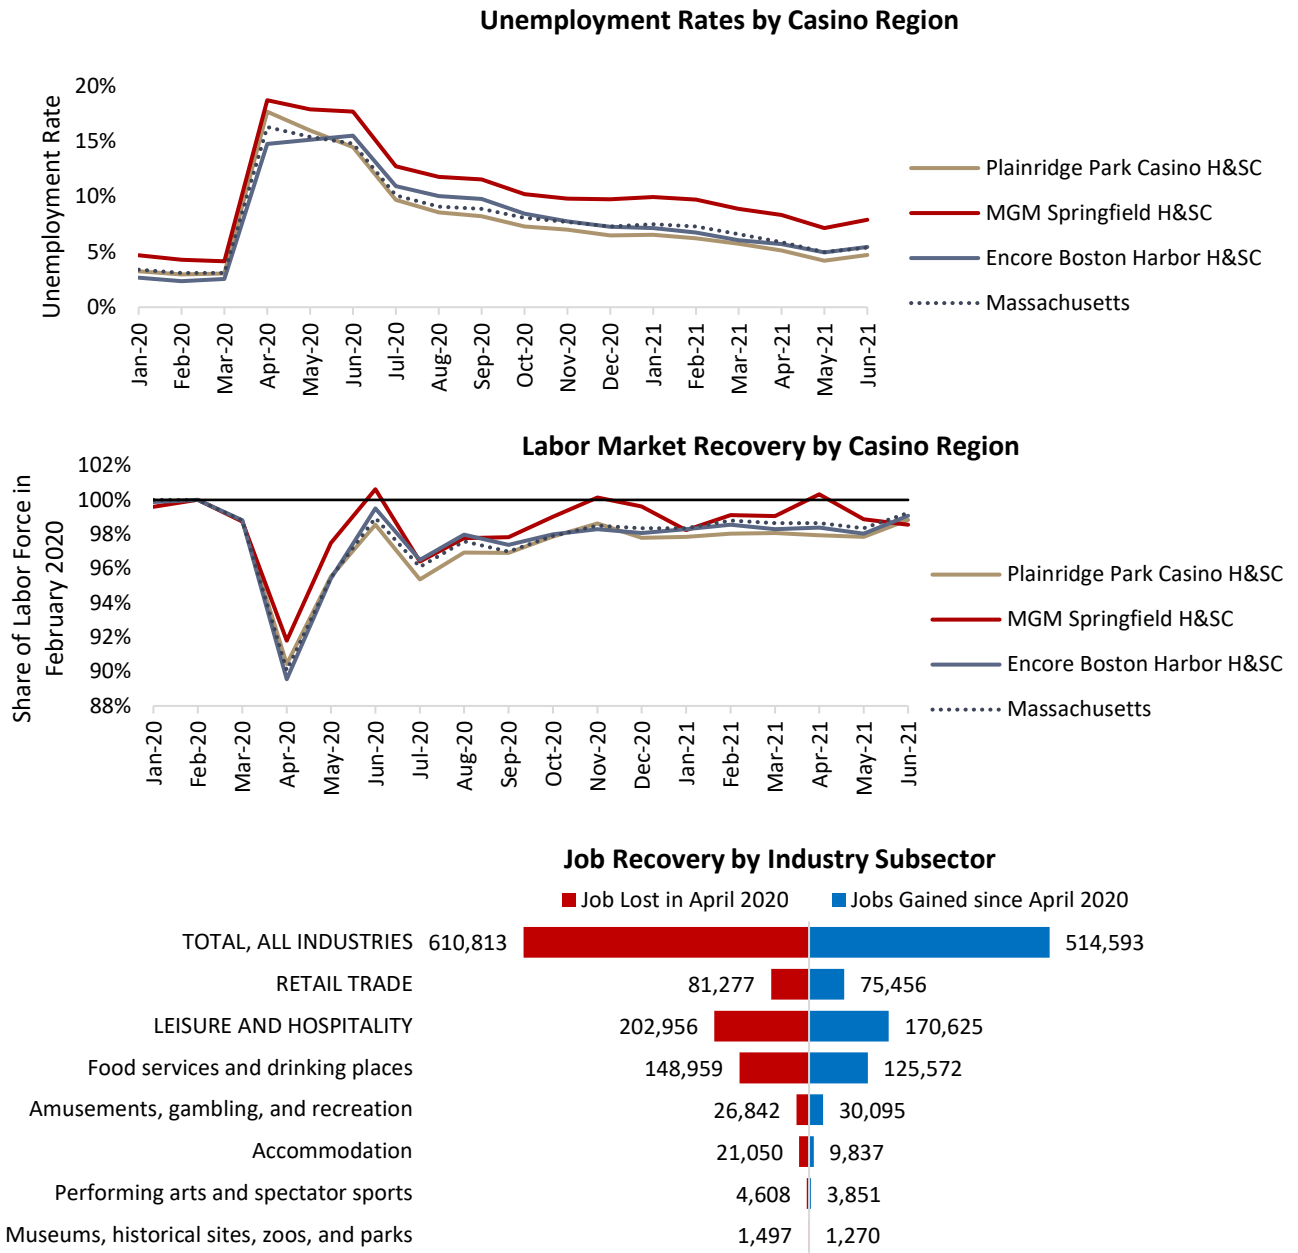 Unemployment Rates by Casino Region
Unemployment Rate
20%
15%
10%
5%
0%
Jan-20
Feb-20
Mar-20
Apr-20
May-20
Jun-20
Jul-20
Aug-20
Sep-20
Oct-20
Nov-20
Dec-20
Jan-21
Feb-21
Mar-21
Apr-21
May-21
Jun-21
Plainridge Park Casino H&SC
MGM Springfield H&SC
Encore Boston Harbor H&SC
Massachusetts
Labor Market Recovery by Casino Region
Share of Labor Force in
February 2020
102%
100%
98%
96%
94%
92%
90%
88%
Jan-20
Feb-20
Mar-20
Apr-20
May-20
Jun-20
Jul-20
Aug-20
Sep-20
Oct-20
Nov-20
Dec-20
Jan-21
Feb-21
Mar-21
Apr-21
May-21
Jun-21
Plainridge Park Casino H&SC
MGM Springfield H&SC
Encore Boston Harbor H&SC
Massachusetts
Job Recovery by Industry Subsector
Job Lost in April 2020 Jobs Gained since April 2020
TOTAL, ALL INDUSTRIES 610,813 514,593
RETAIL TRADE 81,277 75,456
LEISURE AND HOSPITALITY 202,956 170,625
Food services and drinking places 148,959 125,572
Amusements, gambling, and recreation 26,842 30,095
Accommodation 21,050 9,837
Performing arts and spectator sports 4,608 3,851
Museums, historical sites, zoos, and parks 1,497 1,270